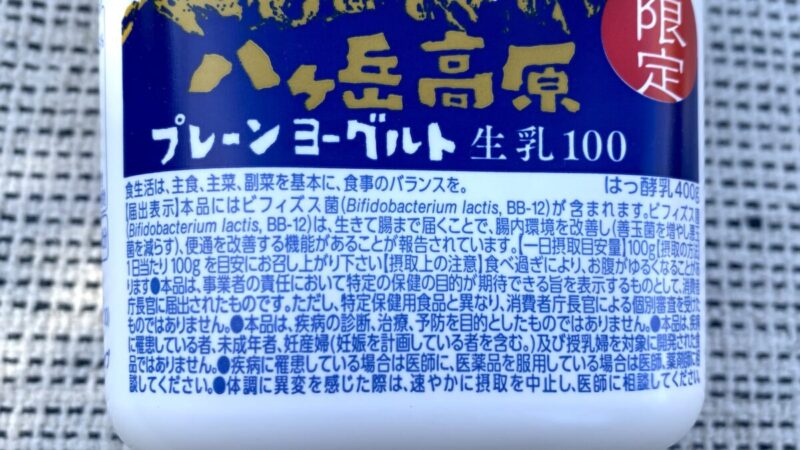 限定
八ヶ岳高原
プレーンヨーグルト 生乳100
食生活は、主食、主菜、副菜を基本に、食事のバランスを。 はっ酵乳 400g
【届出表示】本品にはビフィズス菌(Bifidobacterium lactis, BB-12)が含まれます。ビフィズス菌
(Bifidobacterium lactis, BB-12)は、生きて腸まで届くことで、腸内環境を改善し(善玉菌を増やし悪玉
菌を減らす)、便通を改善する機能があることが報告されています。【一日摂取目安量】100g【摂取の方法】
1日当たり100gを目安にお召し上がり下さい【摂取上の注意】食べ過ぎにより、お腹がゆるくなることが
ります●本品は、事業者の責任において特定の保健の目的が期待できる旨を表示するものとして、消費者
庁長官に届出されたものです。ただし、特定保健用食品と異なり、消費者庁長官による個別審査を受けた
ものではありません。●本品は、疾病の診断、治療、予防を目的としたものではありません。●本品は、疾病
に罹患している者、未成年者、妊産婦(妊娠を計画している者を含む。)及び授乳婦を対象に開発された食
品ではありません。●疾病に罹患している場合は医師に、医薬品を服用している場合は医師、薬剤師に相
談してください。●体調に異変を感じた際は、速やかに摂取を中止し、医師に相談してください。